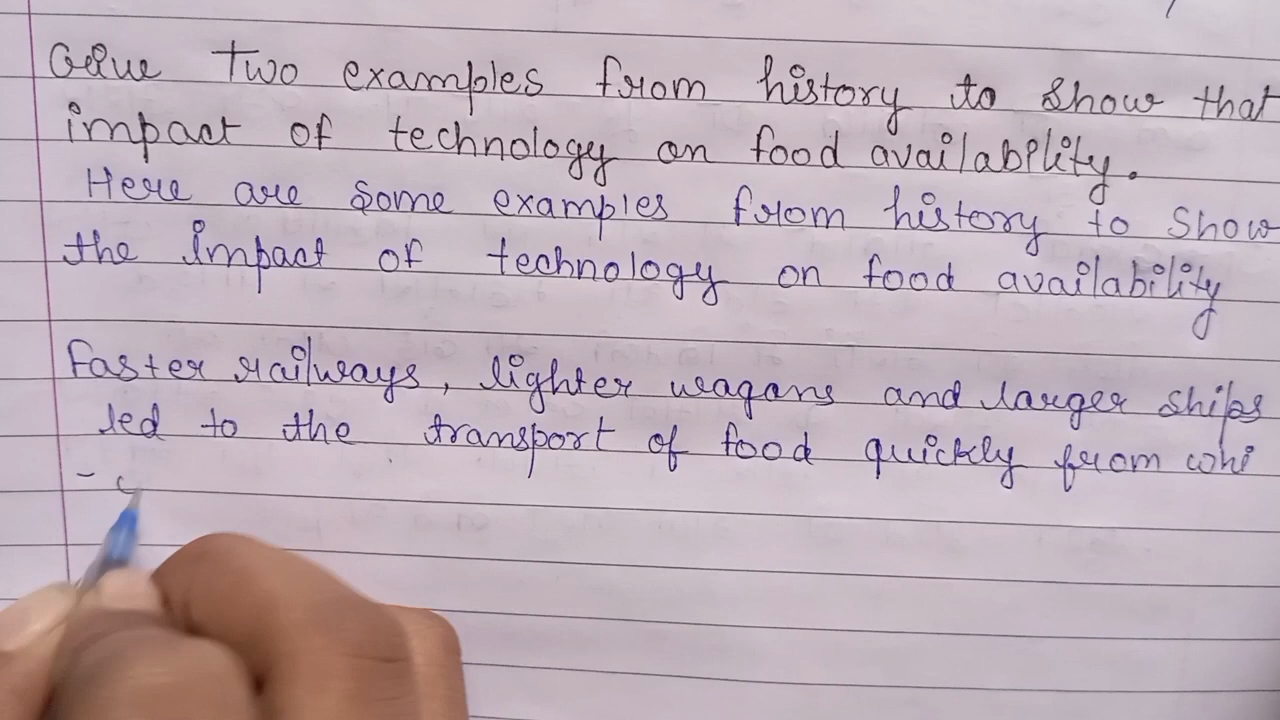 Give Two examples from history to show that
impact of technology on food availability.
Here are some examples from history to show
the impact of technology on food availability
Faster railways, lighter wagans and larger ships
led to the transport of food quickly from whi
- c